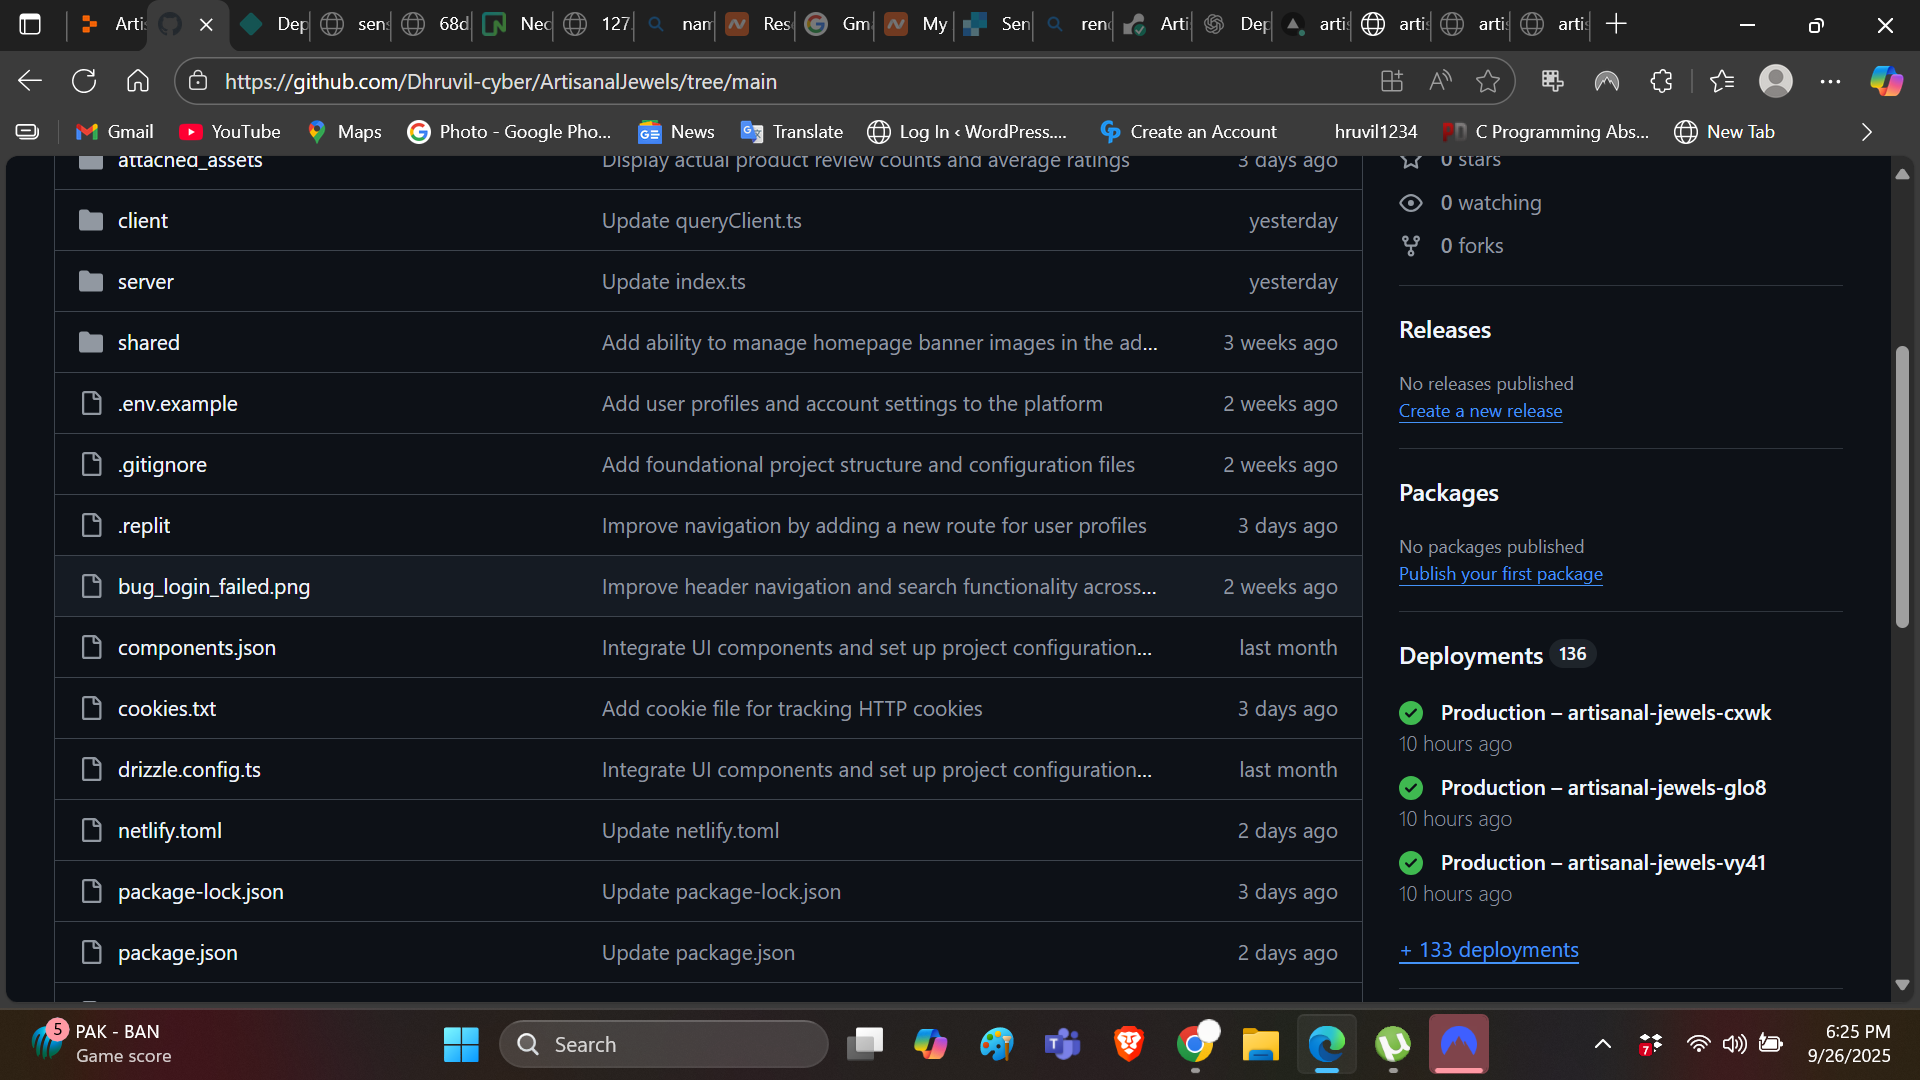 Arti
Dep
sens
68d
Neo
127.
nam
Res
Gm
My
Sen
rend
Arti
Dep
artis
artis
artis
artis
https://github.com/Dhruvil-cyber/ArtisanalJewels/tree/main
Gmail
YouTube
Maps
Photo - Google Pho...
News
Translate
Log In ‹ WordPress....
Create an Account
hruvil1234
C Programming Abs...
New Tab
attached_assets
Display actual product review counts and average ratings
3 days ago
client
Update queryClient.ts
yesterday
server
Update index.ts
yesterday
shared
Add ability to manage homepage banner images in the ad...
3 weeks ago
.env.example
Add user profiles and account settings to the platform
2 weeks ago
.gitignore
Add foundational project structure and configuration files
2 weeks ago
.replit
Improve navigation by adding a new route for user profiles
3 days ago
bug_login_failed.png
Improve header navigation and search functionality across...
2 weeks ago
components.json
Integrate UI components and set up project configuration...
last month
cookies.txt
Add cookie file for tracking HTTP cookies
3 days ago
drizzle.config.ts
Integrate UI components and set up project configuration...
last month
netlify.toml
Update netlify.toml
2 days ago
package-lock.json
Update package-lock.json
3 days ago
package.json
Update package.json
2 days ago
0 stars
0 watching
0 forks
Releases
No releases published
Create a new release
Packages
No packages published
Publish your first package
Deployments 136
Production – artisanal-jewels-cxwk
10 hours ago
Production – artisanal-jewels-glo8
10 hours ago
Production – artisanal-jewels-vy41
10 hours ago
+ 133 deployments
5
PAK - BAN
Game score
Search
7
6:25 PM
9/26/2025